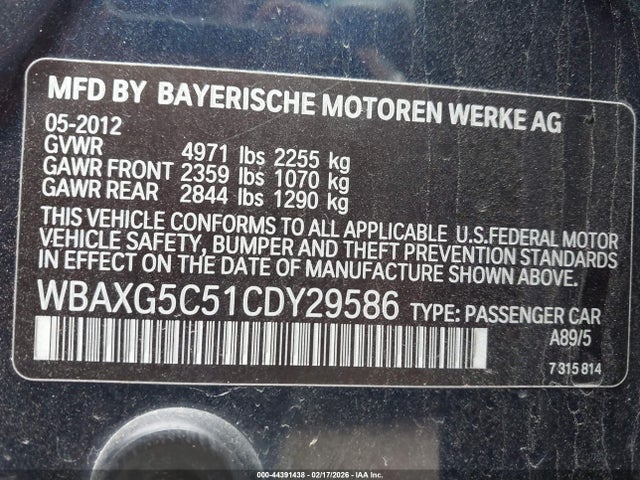 MFD BY BAYERISCHE MOTOREN WERKE AG
05-2012
GVWR 4971 lbs 2255 kg
GAWR FRONT 2359 lbs 1070 kg
GAWR REAR 2844 lbs 1290 kg
THIS VEHICLE CONFORMS TO ALL APPLICABLE U.S.FEDERAL MOTOR
VEHICLE SAFETY, BUMPER AND THEFT PREVENTION STANDARDS
IN EFFECT ON THE DATE OF MANUFACTURE SHOWN ABOVE.
WBAXG5C51CDY29586 TYPE: PASSENGER CAR
A89/5
7 315 814
000-44391438 - 02/17/2026 - IAA Inc.